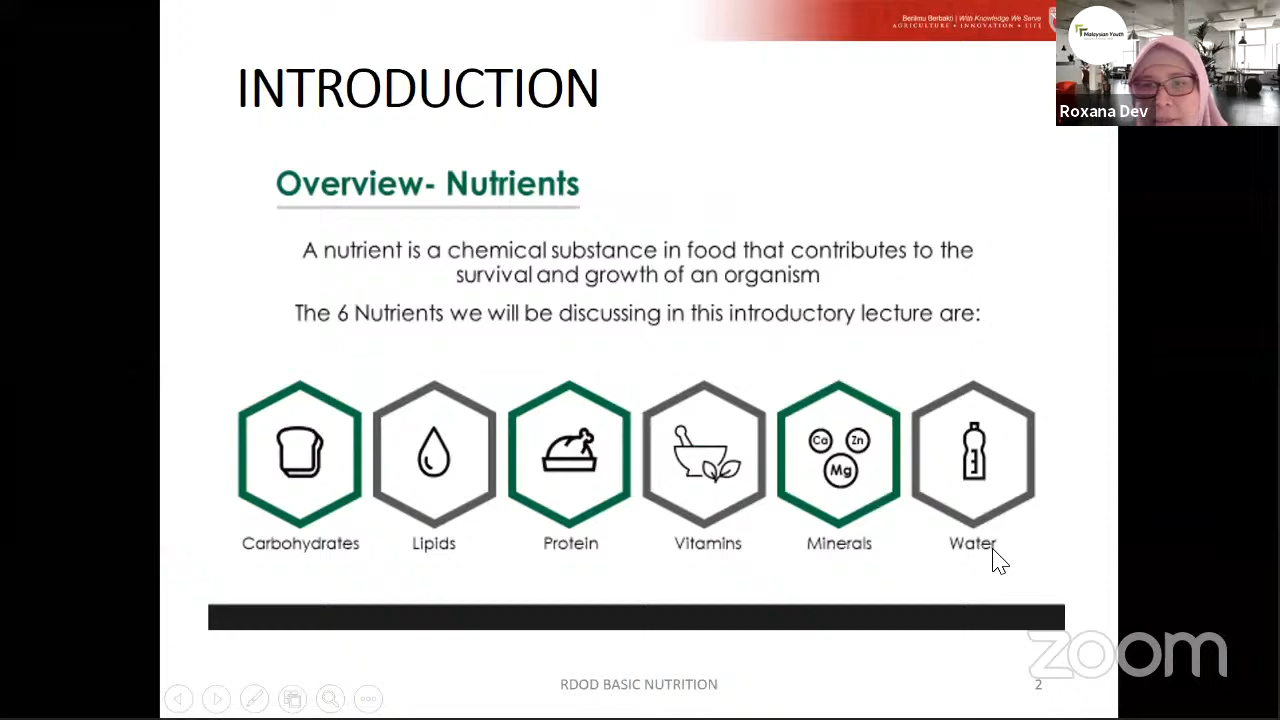 Berilmu Berbakti | With Knowledge We Serve
AGRICULTURE • INNOVATION • LIFE
Malaysian Youth
Roxana Dev
INTRODUCTION
Overview- Nutrients
A nutrient is a chemical substance in food that contributes to the
survival and growth of an organism
The 6 Nutrients we will be discussing in this introductory lecture are:
Ca Zn
Mg
Carbohydrates Lipids Protein Vitamins Minerals Water
zoom
RDOD BASIC NUTRITION 2